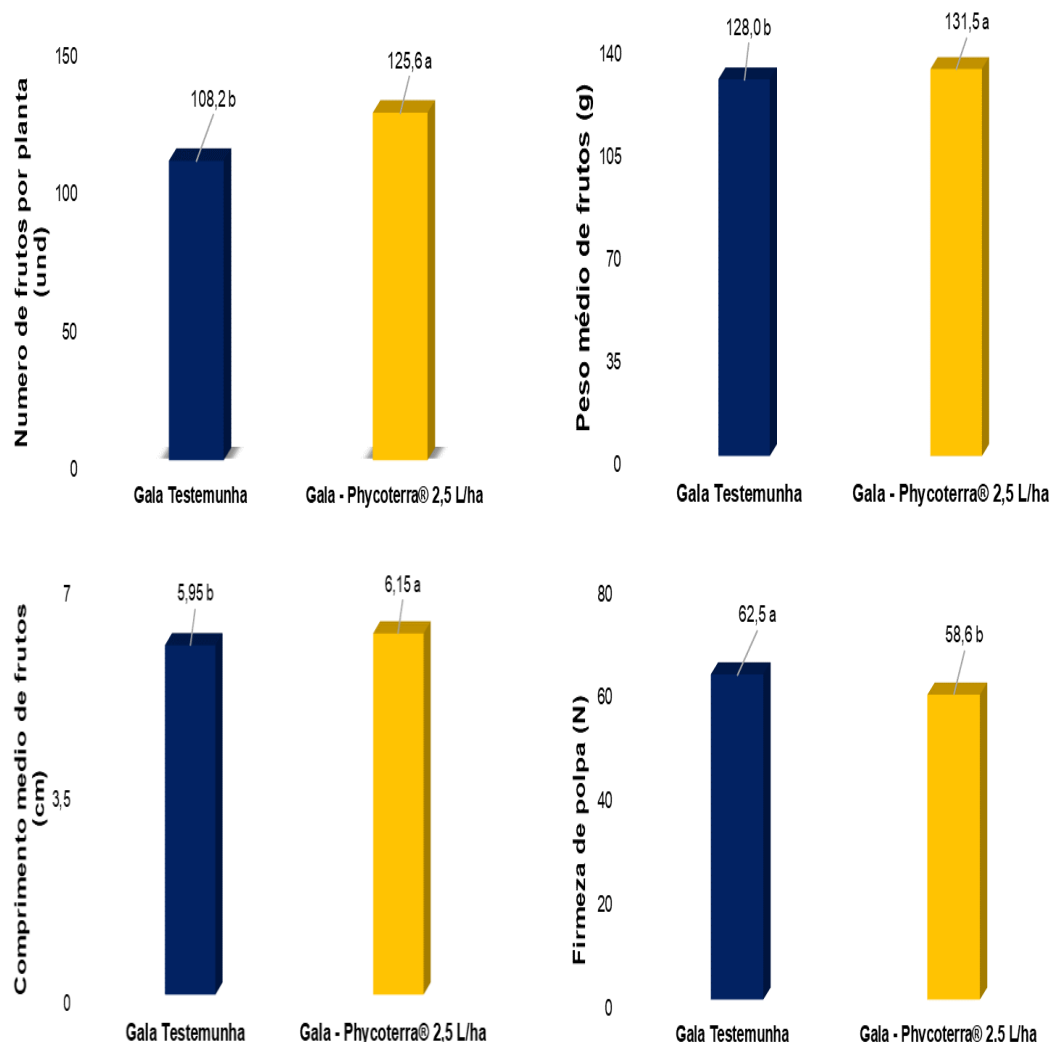 Numero de frutos por planta
(und)
150
100
50
0
108,2 b
125,6 a
Gala Testemunha
Gala - Phycoterra® 2,5 L/ha
Peso médio de frutos (g)
140
105
70
35
0
128,0 b
131,5 a
Gala Testemunha
Gala - Phycoterra® 2,5 L/ha
Comprimento medio de frutos
(cm)
7
3,5
0
5,95 b
6,15 a
Gala Testemunha
Gala - Phycoterra® 2,5 L/ha
Firmeza de polpa (N)
80
60
40
20
0
62,5 a
58,6 b
Gala Testemunha
Gala - Phycoterra® 2,5 L/ha